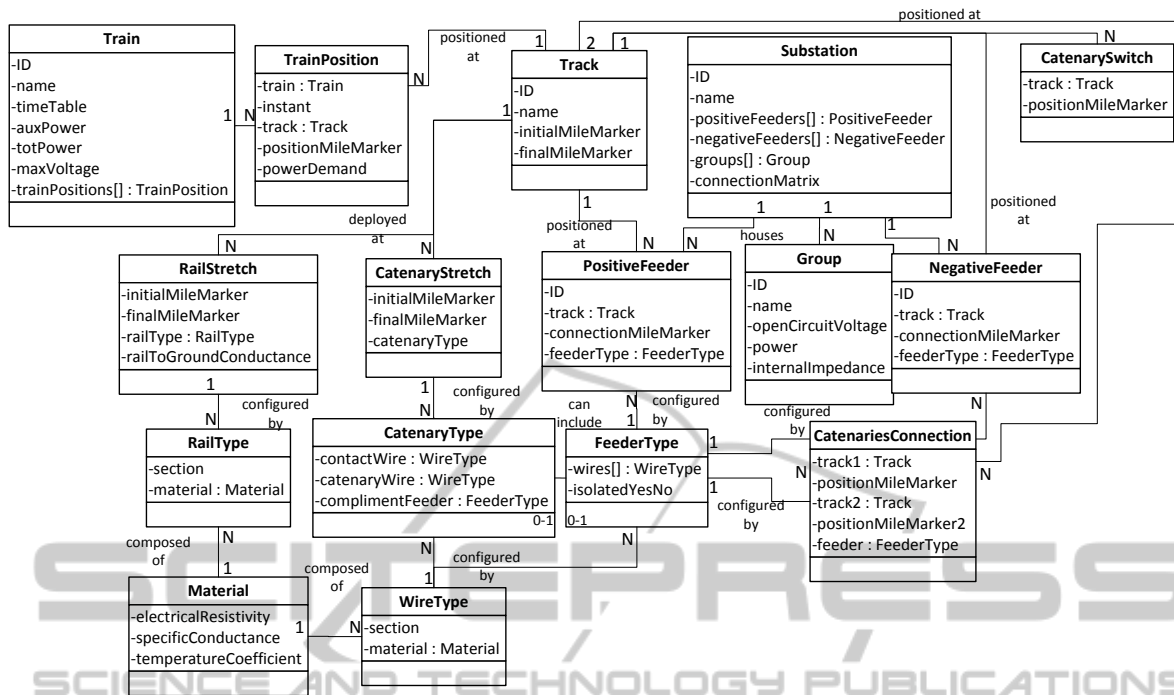 Train
-ID
-name
-timeTable
-auxPower
-totPower
-maxVoltage
-trainPositions[] : TrainPosition
1
N
TrainPosition
-train : Train
-instant
-track : Track
-positionMileMarker
-powerDemand
N
positioned
at
1
2
1
Track
-ID
-name
-initialMileMarker
-finalMileMarker
1
1
Substation
-ID
-name
-positiveFeeders[] : PositiveFeeder
-negativeFeeders[] : NegativeFeeder
-groups[] : Group
-connectionMatrix
1
1
1
positioned at
N
CatenarySwitch
-track : Track
-positionMileMarker
positioned
at
deployed
at
N
N
positioned
at
N
N
houses
N
N
RailStretch
-initialMileMarker
-finalMileMarker
-railType : RailType
-railToGroundConductance
1
CatenaryStretch
-initialMileMarker
-finalMileMarker
-catenaryType
1
PositiveFeeder
-ID
-track : Track
-connectionMileMarker
-feederType : FeederType
N
Group
-ID
-name
-openCircuitVoltage
-power
-internalImpedance
NegativeFeeder
-ID
-track : Track
-connectionMileMarker
-feederType : FeederType
N
N
configured
by
N
configured
by
can
include
1
configured
by
configured
by
RailType
-section
-material : Material
N
CatenaryType
-contactWire : WireType
-catenaryWire : WireType
-complimentFeeder : FeederType
0-1
N
FeederType
-wires[] : WireType
-isolatedYesNo
0-1
N
1
1
configured
by
N
N
CatenariesConnection
-track1 : Track
-positionMileMarker
-track2 : Track
-positionMileMarker2
-feeder : FeederType
composed
of
1
composed
of
1
configured
by
Material
-electricalResistivity
-specificConductance
-temperatureCoefficient
1
N
WireType
-section
-material : Material
SCITEPRESS
SCIENCE AND TECHNOLOGY PUBLICATIONS